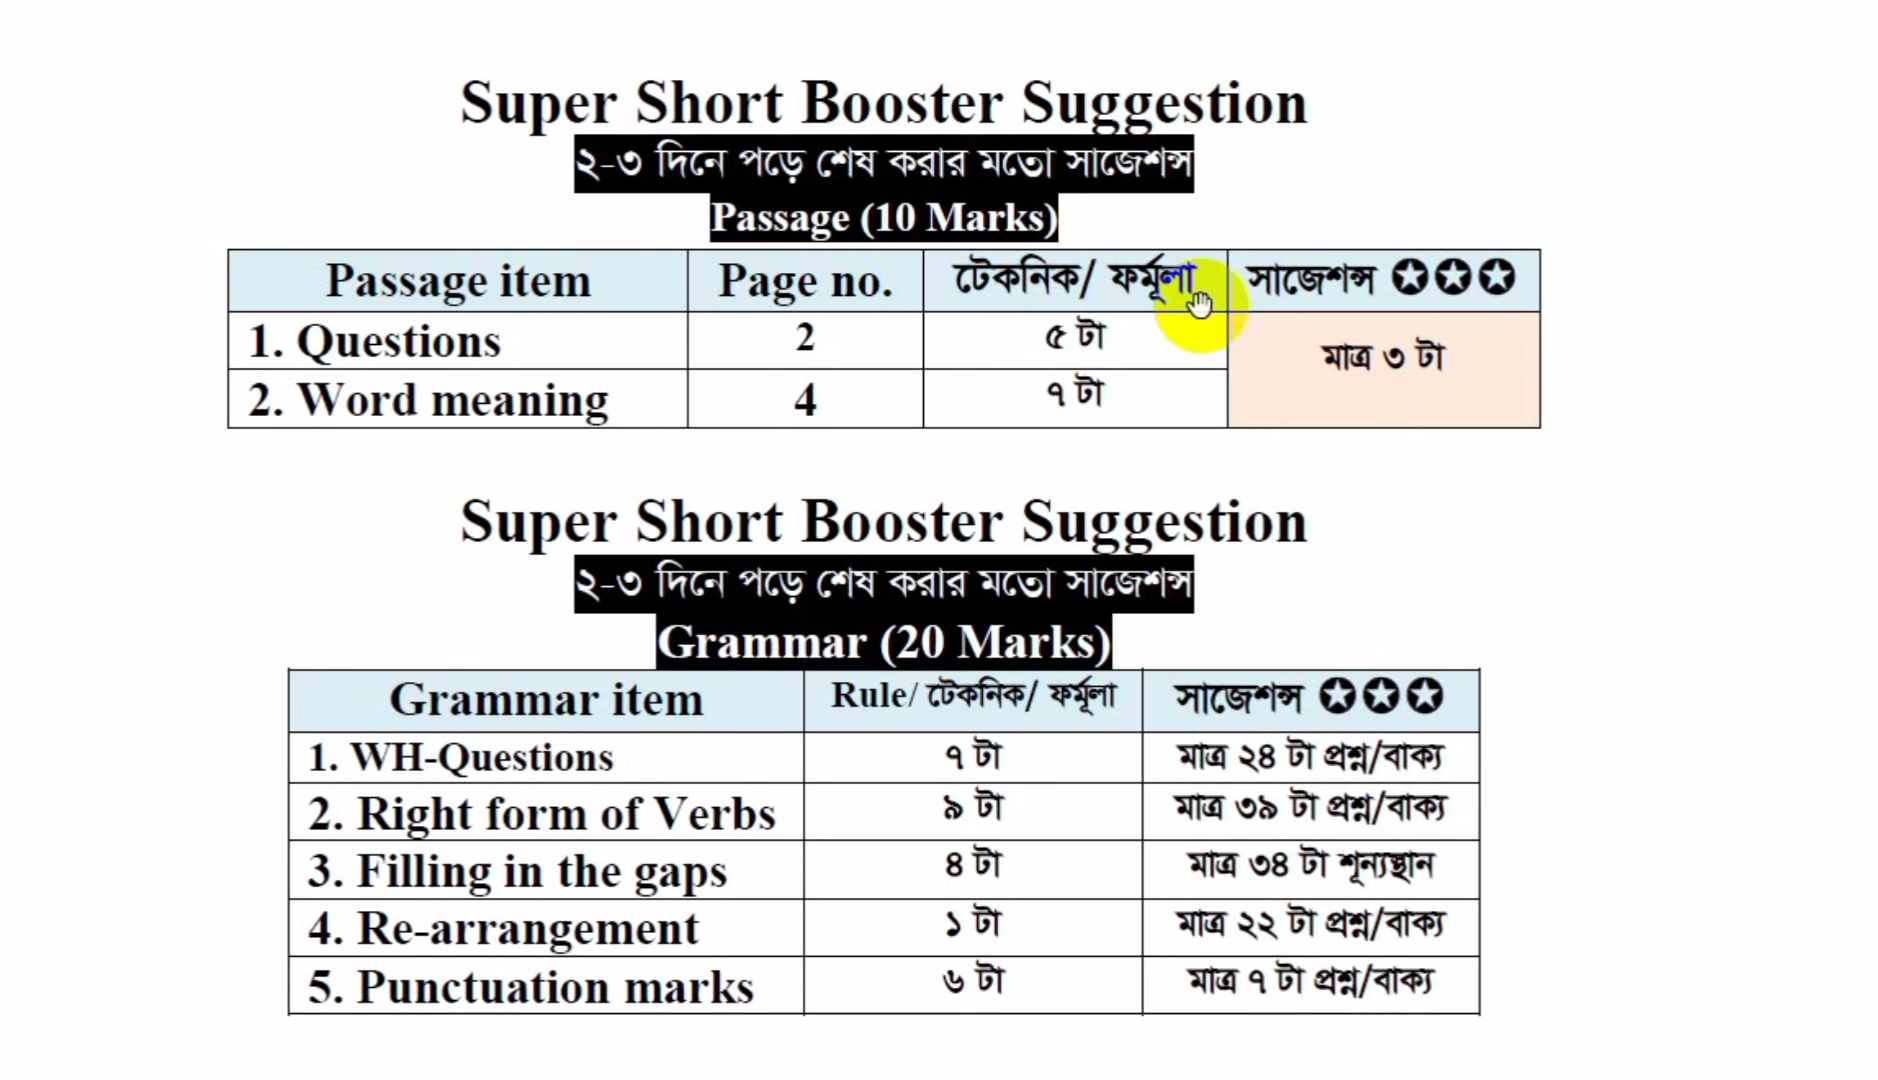 Super Short Booster Suggestion
২-৩ দিনে পড়ে শেষ করার মতো সাজেশন্স
Passage (10 Marks)
Passage item Page no. টেকনিক/ ফর্মূলা সাজেশন্স ✪✪✪
1. Questions 2 ৫ টা মাত্র ৩ টা
2. Word meaning 4 ৭ টা
Super Short Booster Suggestion
২-৩ দিনে পড়ে শেষ করার মতো সাজেশন্স
Grammar (20 Marks)
Grammar item Rule/ টেকনিক/ ফর্মূলা সাজেশন্স ✪✪✪
1. WH-Questions ৭ টা মাত্র ২৪ টা প্রশ্ন/বাক্য
2. Right form of Verbs ৯ টা মাত্র ৩৯ টা প্রশ্ন/বাক্য
3. Filling in the gaps ৪ টা মাত্র ৩৪ টা শূন্যস্থান
4. Re-arrangement ১ টা মাত্র ২২ টা প্রশ্ন/বাক্য
5. Punctuation marks ৬ টা মাত্র ৭ টা প্রশ্ন/বাক্য